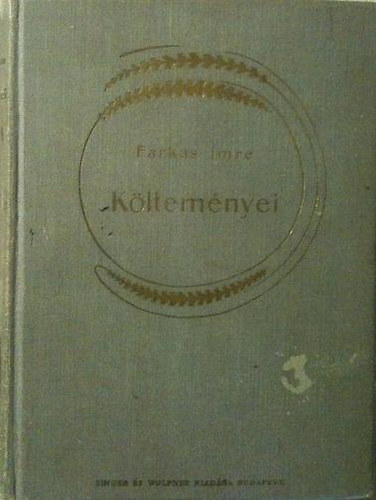 Farkas Imre
Költeményei
3
SINGER ÉS WOLFNER KIADÁSA BUDAPEST